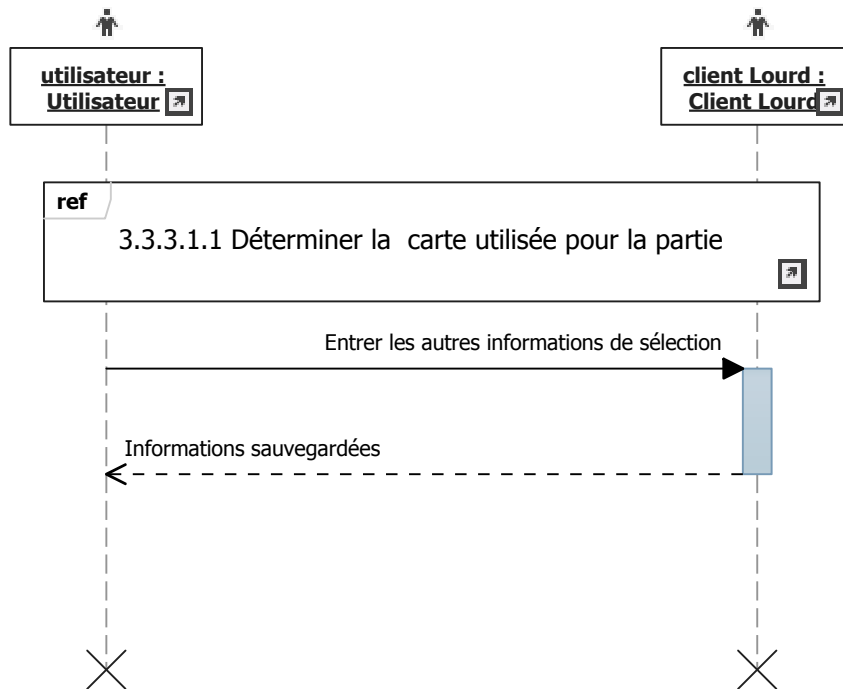 utilisateur :
Utilisateur
client Lourd :
Client Lourd
ref
3.3.3.1.1 Déterminer la  carte utilisée pour la partie
Entrer les autres informations de sélection
Informations sauvegardées